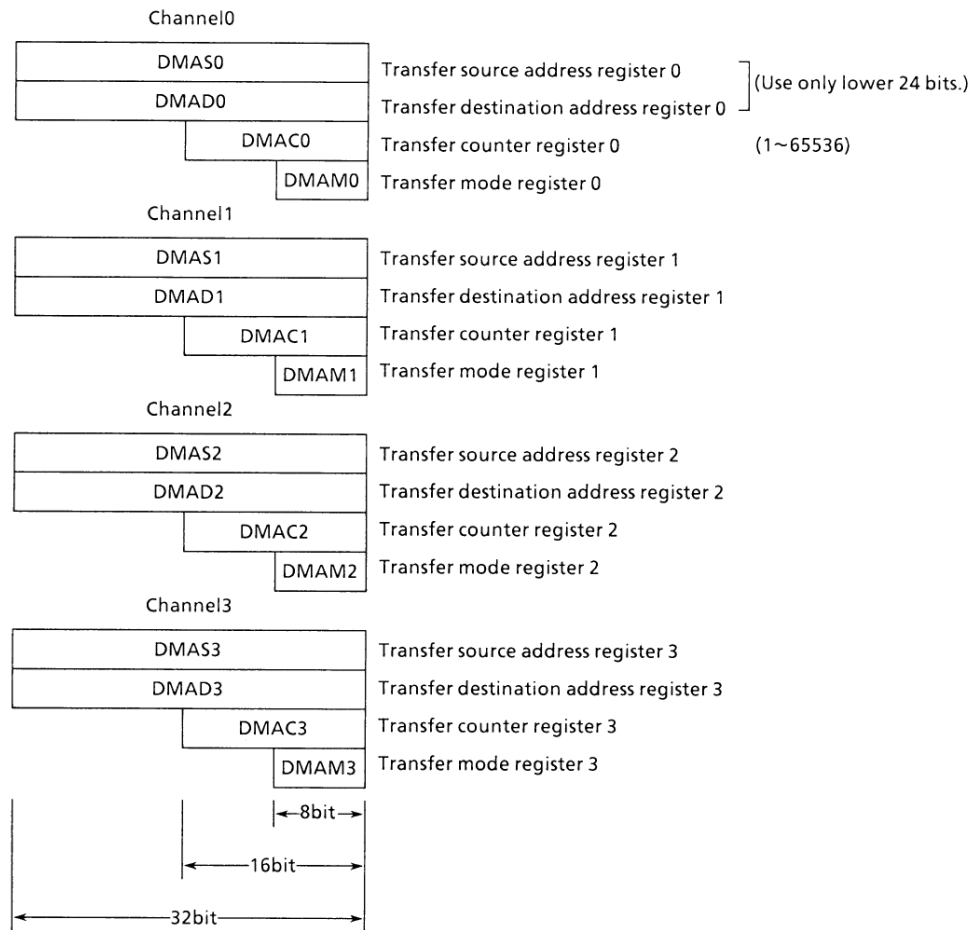 Channel0
DMAS0 Transfer source address register 0
DMAD0 Transfer destination address register 0
(Use only lower 24 bits.)
DMAC0 Transfer counter register 0 (1~65536)
DMAM0 Transfer mode register 0
Channel1
DMAS1 Transfer source address register 1
DMAD1 Transfer destination address register 1
DMAC1 Transfer counter register 1
DMAM1 Transfer mode register 1
Channel2
DMAS2 Transfer source address register 2
DMAD2 Transfer destination address register 2
DMAC2 Transfer counter register 2
DMAM2 Transfer mode register 2
Channel3
DMAS3 Transfer source address register 3
DMAD3 Transfer destination address register 3
DMAC3 Transfer counter register 3
DMAM3 Transfer mode register 3
8bit
16bit
32bit